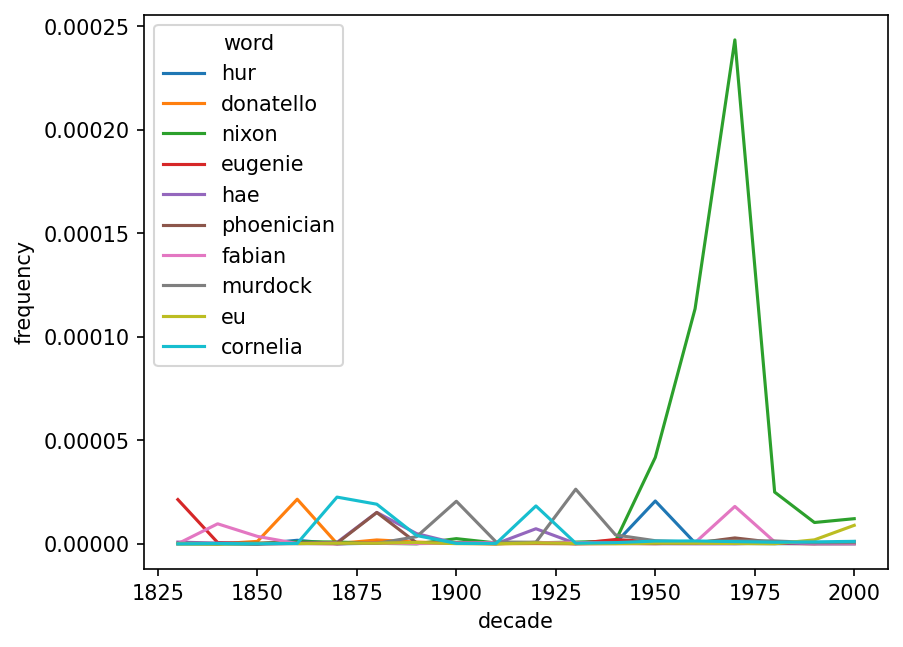 0.00025
0.00020
0.00015
0.00010
0.00005
0.00000
frequency
word
hur
donatello
nixon
eugenie
hae
phoenician
fabian
murdock
eu
cornelia
1825 1850 1875 1900 1925 1950 1975 2000
decade